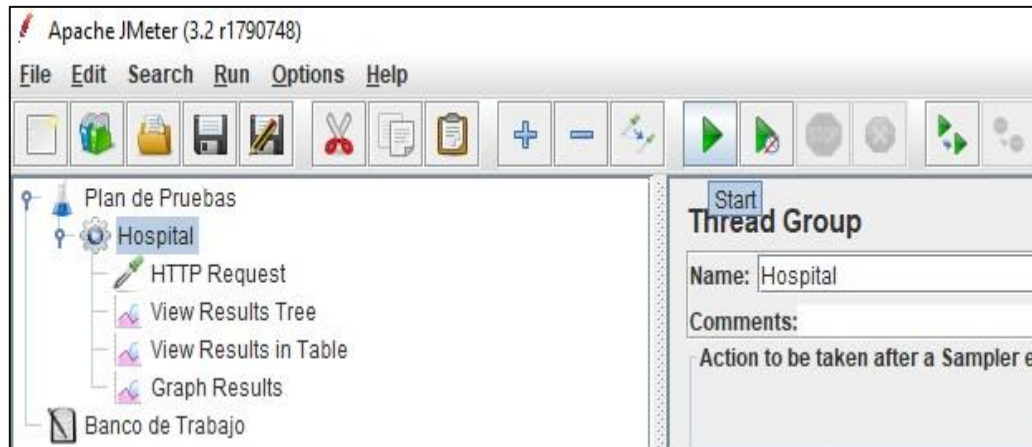 Apache JMeter (3.2 r1790748)
File Edit Search Run Options Help
Plan de Pruebas
Hospital
HTTP Request
View Results Tree
View Results in Table
Graph Results
Banco de Trabajo
Start
Thread Group
Name: Hospital
Comments:
Action to be taken after a Sampler e